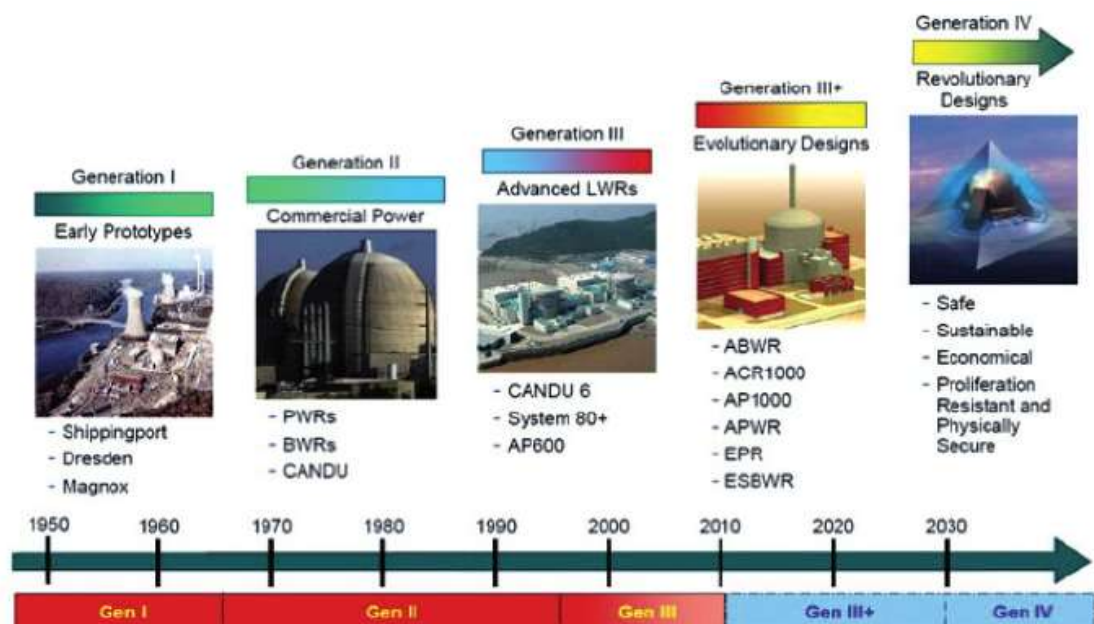 Generation I
Early Prototypes
- Shippingport
- Dresden
- Magnox
Generation II
Commercial Power
- PWRs
- BWRs
- CANDU
Generation III
Advanced LWRs
- CANDU 6
- System 80+
- AP600
Generation III+
Evolutionary Designs
- ABWR
- ACR1000
- AP1000
- APWR
- EPR
- ESBWR
Generation IV
Revolutionary
Designs
- Safe
- Sustainable
- Economical
- Proliferation
Resistant and
Physically
Secure
1950 1960 1970 1980 1990 2000 2010 2020 2030
Gen I Gen II Gen III Gen III+ Gen IV